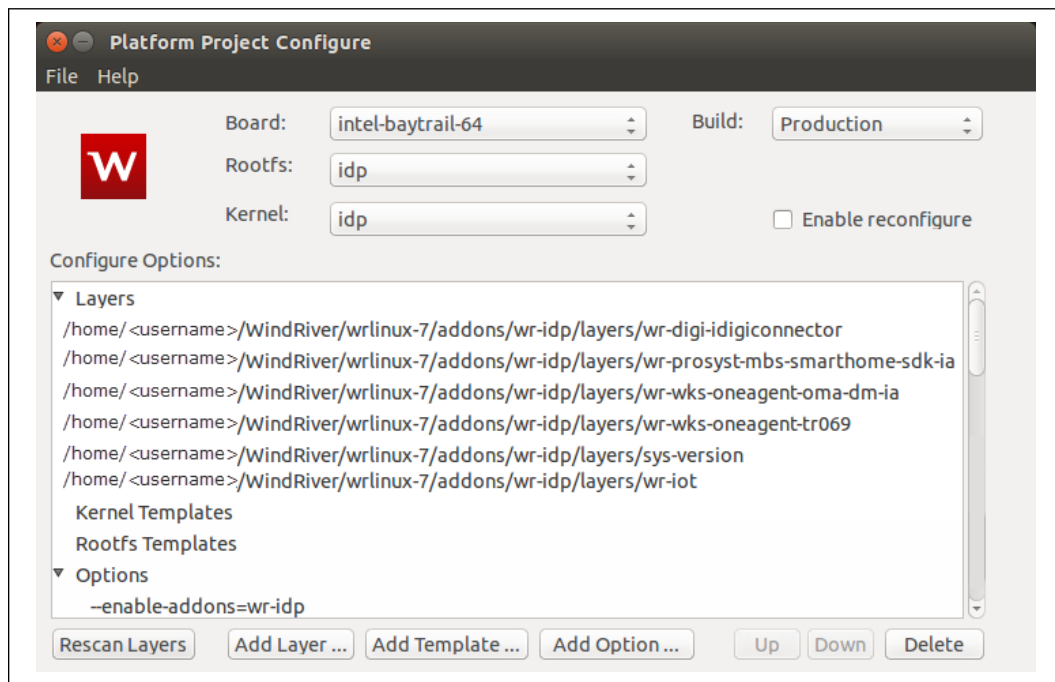 Platform Project Configure
File Help
W
Board: intel-baytrail-64 Build: Production
Rootfs: idp
Kernel: idp Enable reconfigure
Configure Options:
Layers
/home/<username>/WindRiver/wrlinux-7/addons/wr-idp/layers/wr-digi-idigiconnector
/home/<username>/WindRiver/wrlinux-7/addons/wr-idp/layers/wr-prosyst-mbs-smarthome-sdk-ia
/home/<username>/WindRiver/wrlinux-7/addons/wr-idp/layers/wr-wks-oneagent-oma-dm-ia
/home/<username>/WindRiver/wrlinux-7/addons/wr-idp/layers/wr-wks-oneagent-tr069
/home/<username>/WindRiver/wrlinux-7/addons/wr-idp/layers/sys-version
/home/<username>/WindRiver/wrlinux-7/addons/wr-idp/layers/wr-iot
Kernel Templates
Rootfs Templates
Options
--enable-addons=wr-idp
Rescan Layers Add Layer ... Add Template ... Add Option ... Up Down Delete